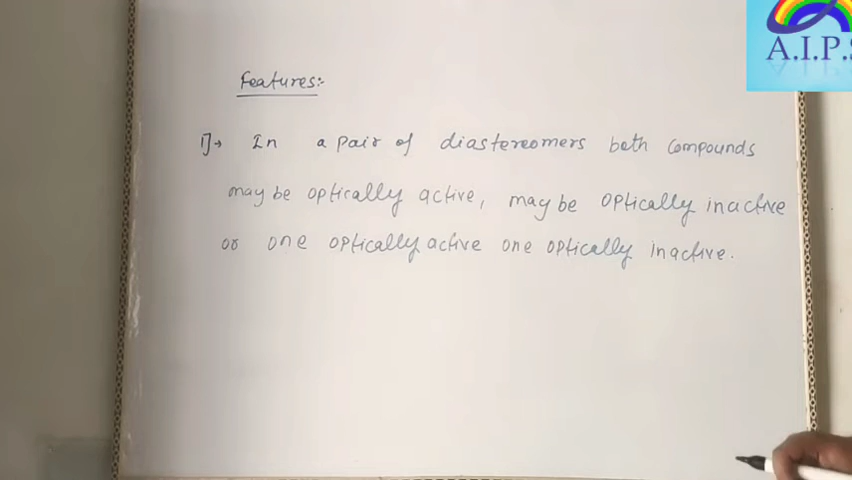 A.I.P.S
Features:-
1]→ In a pair of diastereomers both compounds
may be optically active, may be optically inactive
or one optically active one optically inactive.